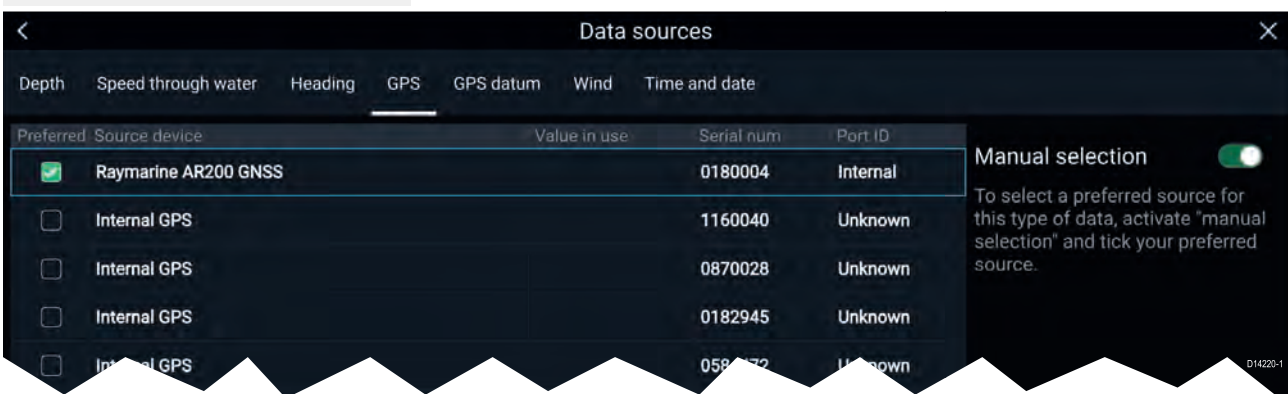 Data sources
Depth Speed through water Heading GPS GPS datum Wind Time and date
Preferred Source device Value in use Serial num Port ID
Raymarine AR200 GNSS 0180004 Internal
Internal GPS 1160040 Unknown
Internal GPS 0870028 Unknown
Internal GPS 0182945 Unknown
GPS
Manual selection
To select a preferred source for
this type of data, activate "manual
selection" and tick your preferred
source.
D14220-1